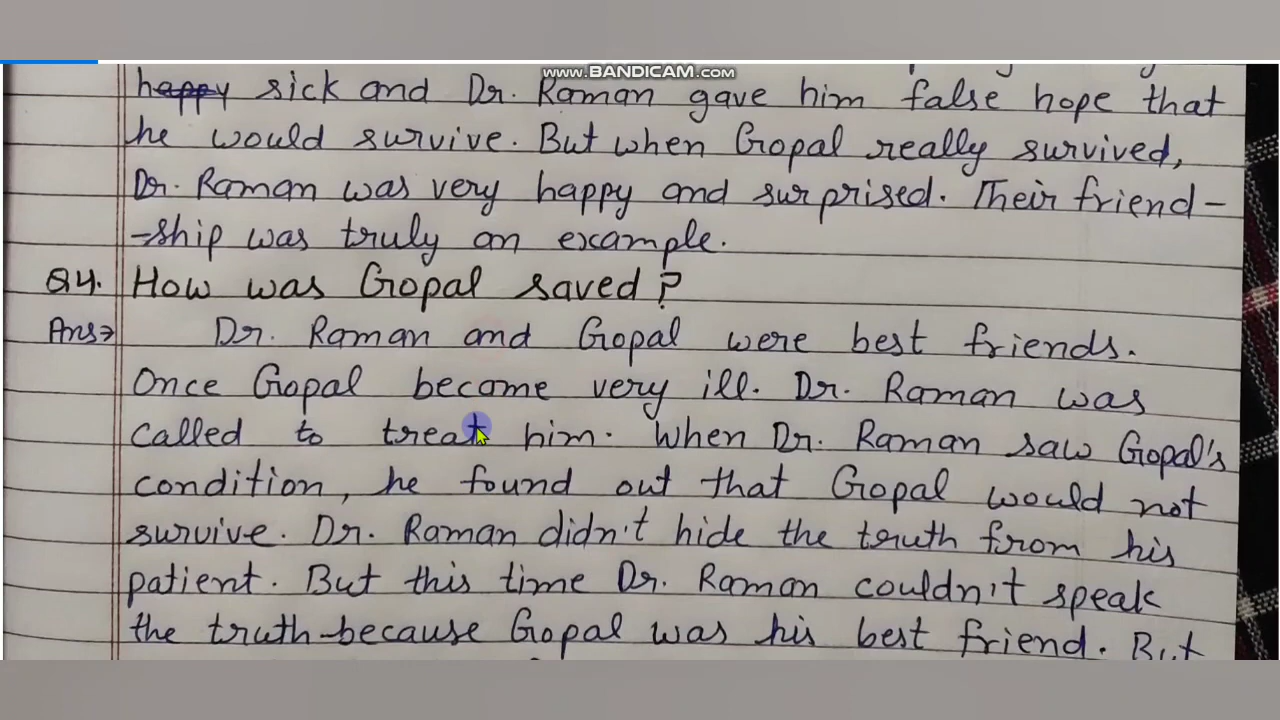 www.BANDICAM.com
happy sick and Dr. Raman gave him false hope that
he would survive. But when Gopal really survived,
Dr. Raman was very happy and surprised. Their friend-
-ship was truly an example.
Q4. How was Gopal saved?
Ans→ Dr. Raman and Gopal were best friends.
Once Gopal become very ill. Dr. Raman was
called to treat him. When Dr. Raman saw Gopal's
condition, he found out that Gopal would not
survive. Dr. Raman didn't hide the truth from his
patient. But this time Dr. Raman couldn't speak
the truth because Gopal was his best friend. But